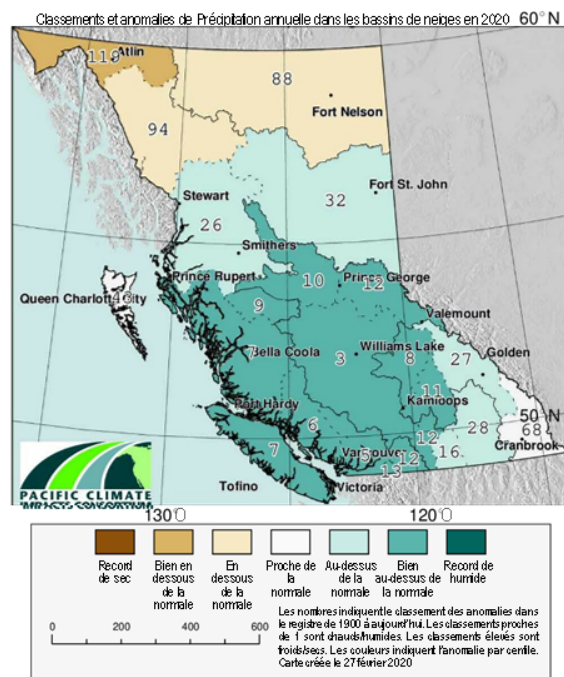 Classements et anomalies de Précipitation annuelle dans les bassins de neiges en 2020
60°N
119
Atlin
88
Fort Nelson
94
Fort St. John
32
Stewart
26
Smithers
Prince Rupert
10
Prince George
12
Queen Charlotte City
46
9
Valemount
Bella Coola
7
Williams Lake
3
8
27
Golden
11
Kamloops
50°N
Port Hardy
6
28
68
12
Cranbrook
7
Vancouver
5
12
16
13
Tofino
Victoria
PACIFIC CLIMATE
IMPACTS CONSORTIUM
130°
120°
Record de sec
Bien en dessous de la normale
En dessous de la normale
Proche de la normale
Au-dessus de la normale
Bien au-dessus de la normale
Record de humide
0 200 400 600
Les nombres indiquentle classement des anomalies dans
le registre de 1900 à aujourd'hui. Les classements proches
de 1 sont chauds/humides. Les classements élevés sont
froids/secs. Les couleurs indiquent l'anomalie par centile.
Carte créée le 27 février 2020